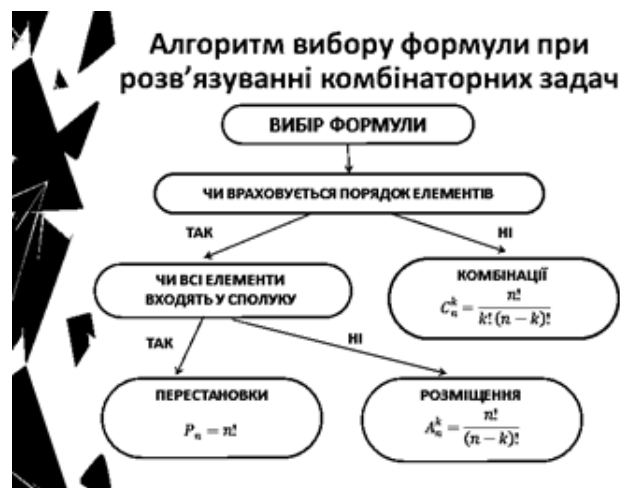 Алгоритм вибору формули при
розв’язуванні комбінаторних задач
ВИБІР ФОРМУЛИ
ЧИ ВРАХОВУЄТЬСЯ ПОРЯДОК ЕЛЕМЕНТІВ
ТАК
НІ
ЧИ ВСІ ЕЛЕМЕНТИ
ВХОДЯТЬ У СПОЛУКУ
КОМБІНАЦІЇ
C_n^k = n! / k! (n − k)!
ТАК
НІ
ПЕРЕСТАНОВКИ
P_n = n!
РОЗМІЩЕННЯ
A_n^k = n! / (n − k)!